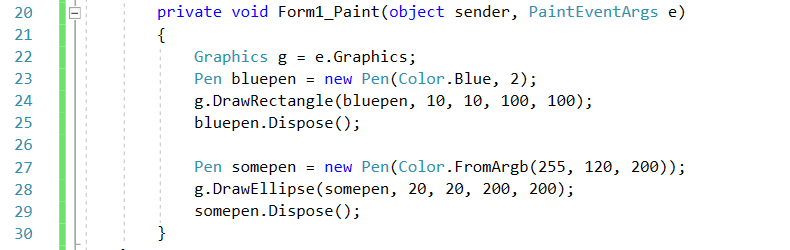 20 private void Form1_Paint(object sender, PaintEventArgs e)
21 {
22 Graphics g = e.Graphics;
23 Pen bluepen = new Pen(Color.Blue, 2);
24 g.DrawRectangle(bluepen, 10, 10, 100, 100);
25 bluepen.Dispose();
26
27 Pen somepen = new Pen(Color.FromArgb(255, 120, 200));
28 g.DrawEllipse(somepen, 20, 20, 200, 200);
29 somepen.Dispose();
30 }